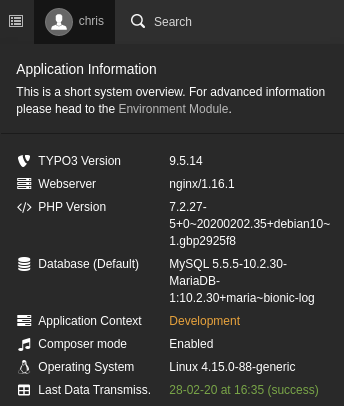 chris Search
Application Information
This is a short system overview. For advanced information
please head to the Environment Module.
TYPO3 Version 9.5.14
Webserver nginx/1.16.1
PHP Version 7.2.27-
5+0~20200202.35+debian10~
1.gbp2925f8
Database (Default) MySQL 5.5.5-10.2.30-
MariaDB-
1:10.2.30+maria~bionic-log
Application Context Development
Composer mode Enabled
Operating System Linux 4.15.0-88-generic
Last Data Transmiss. 28-02-20 at 16:35 (success)